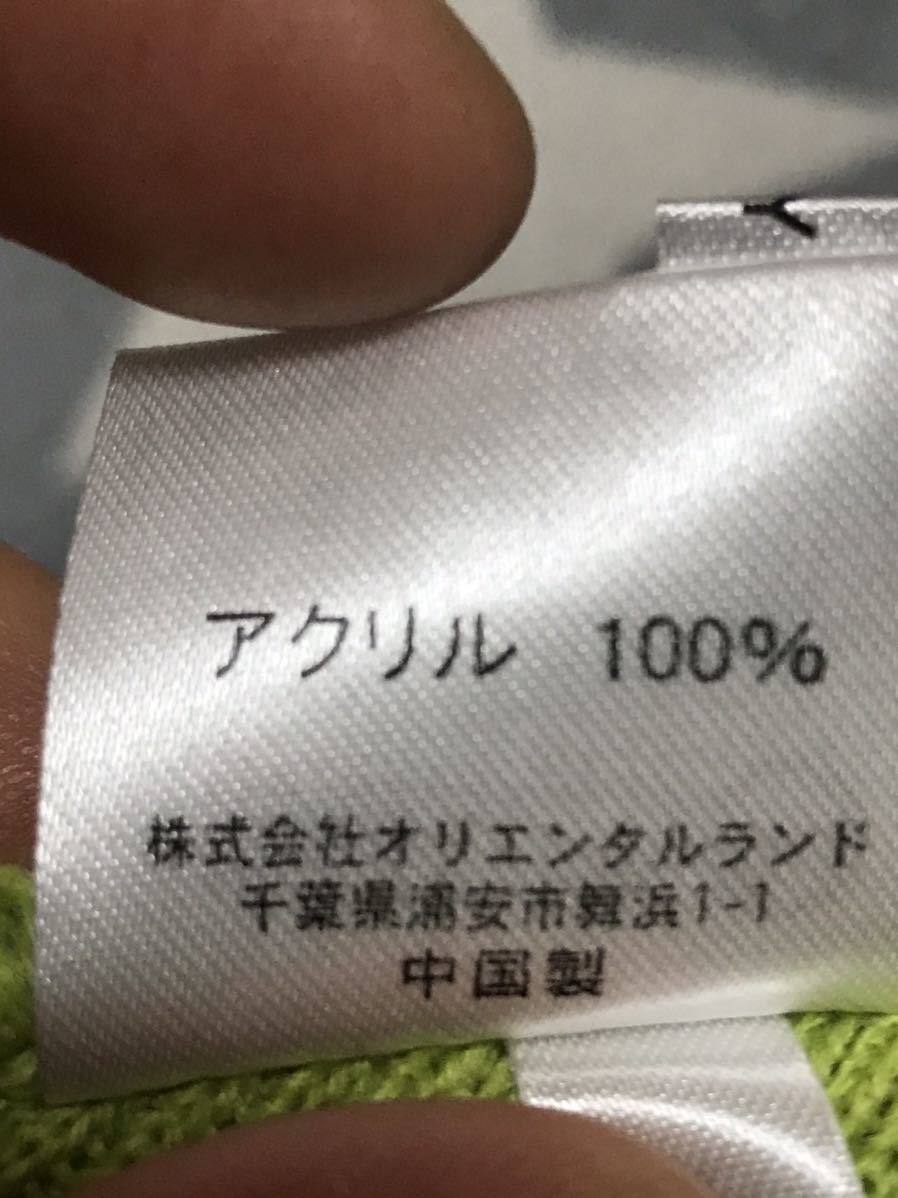 アクリル 100%
株式会社オリエンタルランド
千葉県浦安市舞浜1-1
中国製